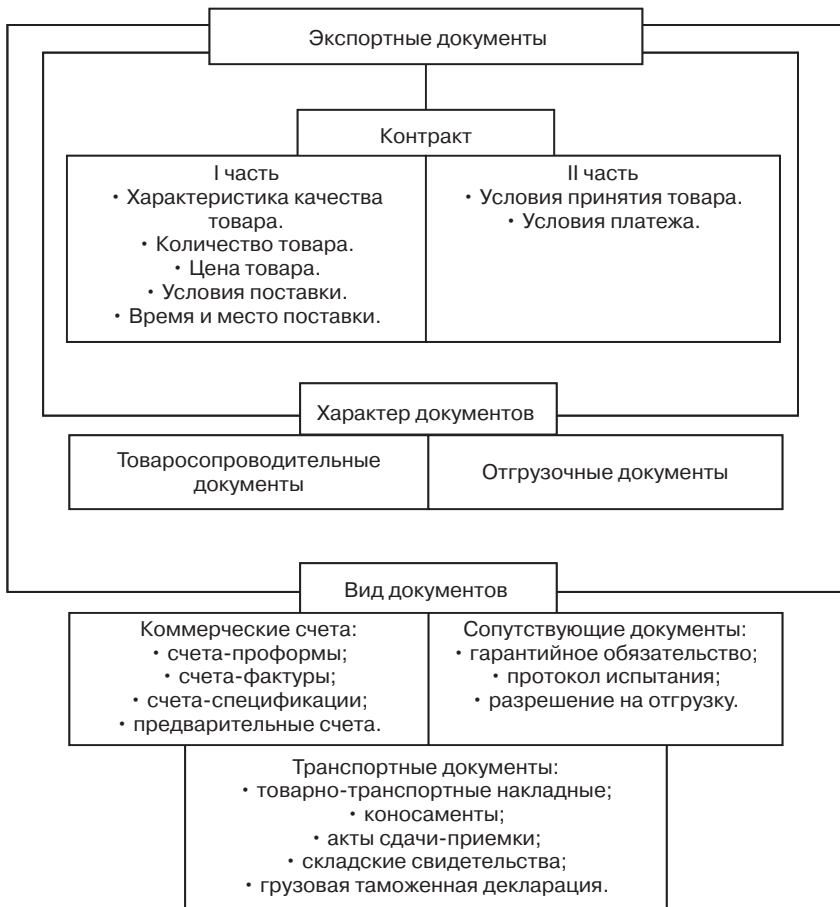 Экспортные документы
Контракт
I часть
• Характеристика качества
товара.
• Количество товара.
• Цена товара.
• Условия поставки.
• Время и место поставки.
II часть
• Условия принятия товара.
• Условия платежа.
Характер документов
Товаросопроводительные
документы
Отгрузочные документы
Вид документов
Коммерческие счета:
• счета-проформы;
• счета-фактуры;
• счета-спецификации;
• предварительные счета.
Сопутствующие документы:
• гарантийное обязательство;
• протокол испытания;
• разрешение на отгрузку.
Транспортные документы:
• товарно-транспортные накладные;
• коносаменты;
• акты сдачи-приемки;
• складские свидетельства;
• грузовая таможенная декларация.